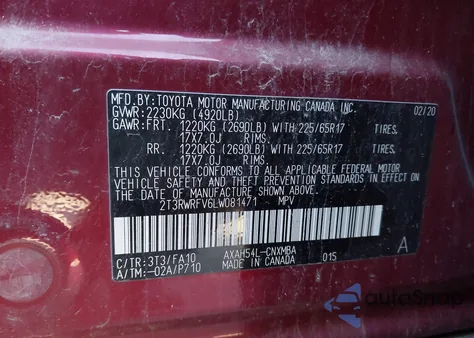 MFD. BY: TOYOTA MOTOR MANUFACTURING CANADA INC. 02/20
GVWR: 2230KG (4920LB)
GAWR: FRT. 1220KG (2690LB) WITH 225/65R17 TIRES.
17X7.0J RIMS.
RR. 1220KG (2690LB) WITH 225/65R17 TIRES.
17X7.0J RIMS.
THIS VEHICLE CONFORMS TO ALL APPLICABLE FEDERAL MOTOR
VEHICLE SAFETY AND THEFT PREVENTION STANDARDS IN EFFECT ON
THE DATE OF MANUFACTURE SHOWN ABOVE.
2T3RWRFV6LW081471 MPV
C/TR: 3T3/FA10 AXAH54L-CNXMBA 015 A
A/TM: -02A/P710
autoSnap